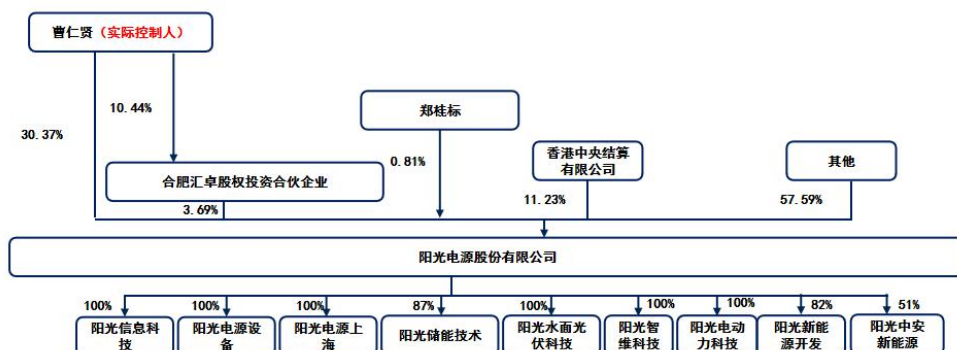 曹仁贤（实际控制人）
10.44%
30.37%
郑桂标
0.81%
香港中央结算
有限公司
其他
合肥汇卓股权投资合伙企业
3.69%
11.23%
57.59%
阳光电源股份有限公司
100%
100%
100%
87%
100%
100%
100%
82%
51%
阳光信息科
技
阳光电源设
备
阳光电源上
海
阳光储能技术
阳光水面光
伏科技
阳光智
维科技
阳光电动
力科技
阳光新能
源开发
阳光中安
新能源